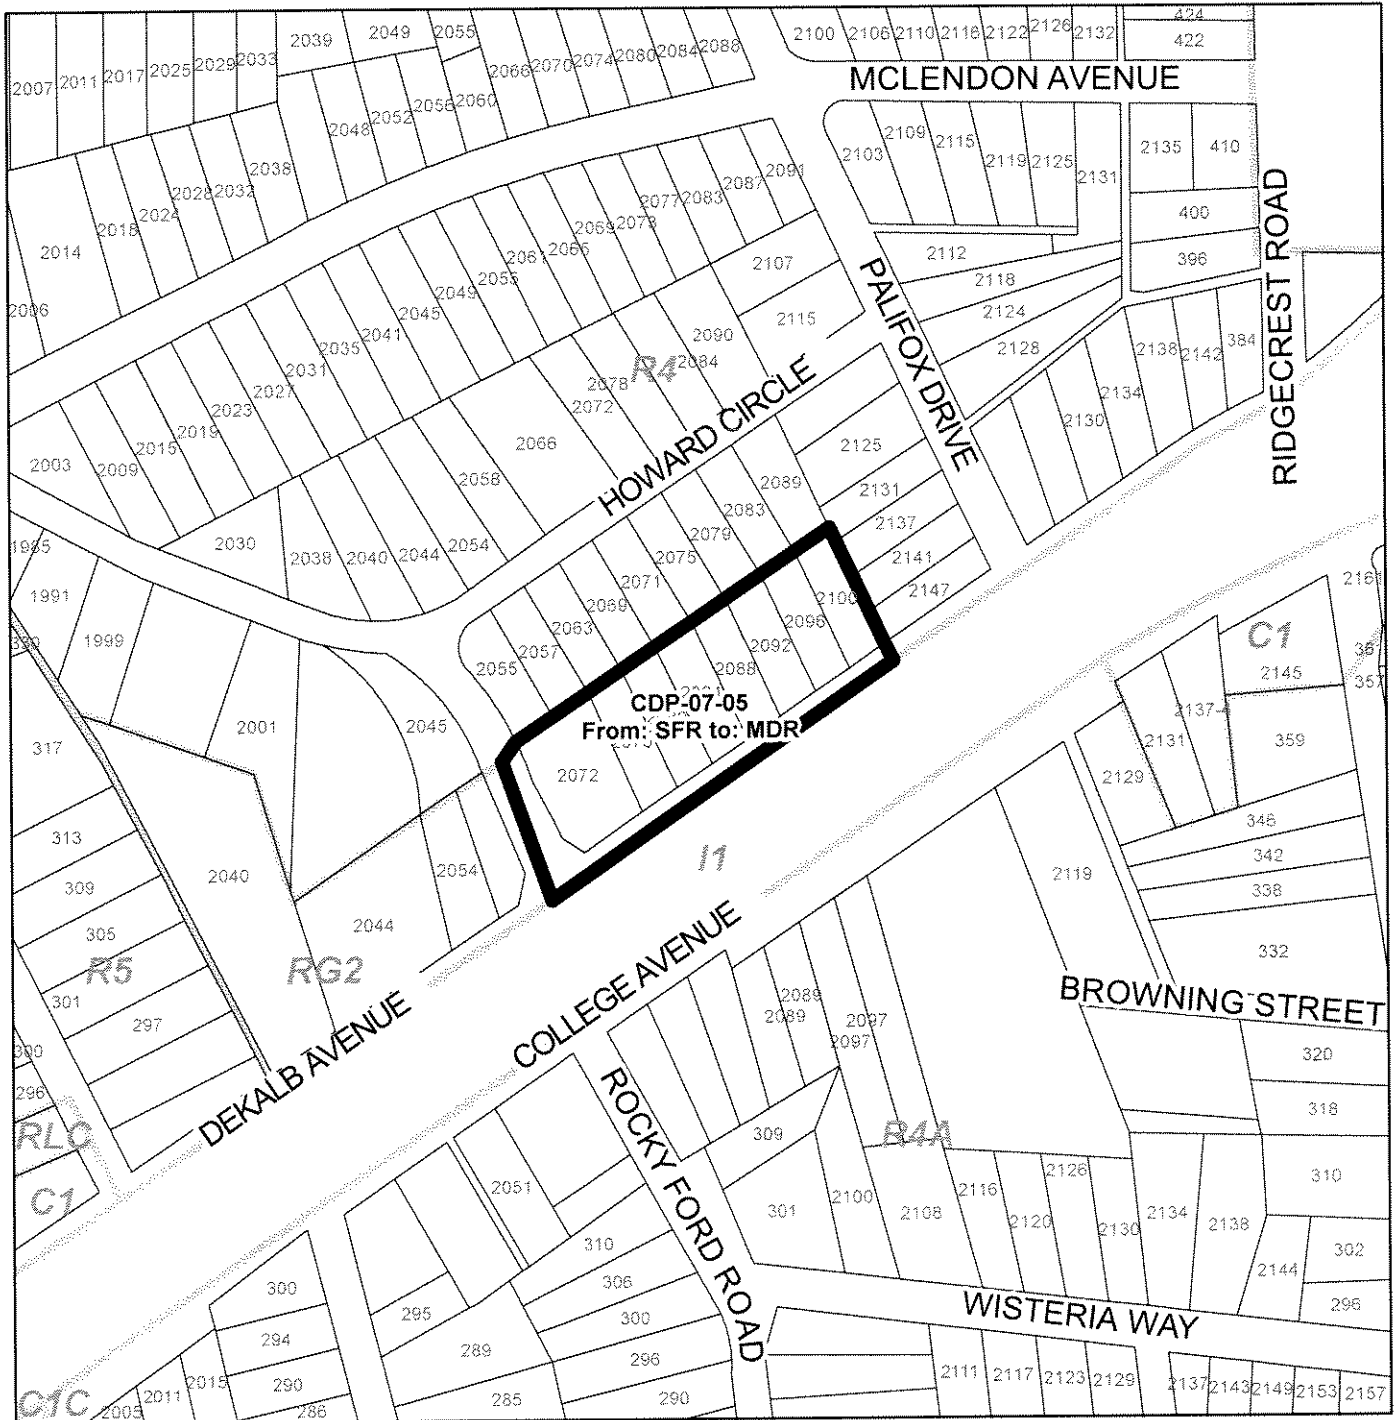 2007 2011 2017 2025 2029 2033 2039 2049 2055
2066 2070 2074 2080 2084 2088
2100 2106 2110 2116 2122 2126 2132
424
422
MCLENDON AVENUE
2048 2052 2056 2060
2014 2018 2024 2028 2032 2038
2006
2103 2109 2115 2119 2125 2131
2135 410
400
396
RIDGECREST ROAD
2061 2065 2069 2073 2077 2083 2087 2091
2003 2009 2015 2019 2023 2027 2031 2035 2041 2045 2049 2055
2107
2115
2112
2118
2124
2128
PALIFOX DRIVE
2130 2134 2138 2142 384
R4
2058 2066 2072 2078 2084 2090
HOWARD CIRCLE
2125
2131
2137
2141
2147
2030 2038 2040 2044 2054
1985
1991
1999
2001
2045
2055 2057 2063 2069 2071 2075 2079 2083 2089
2072 2088 2092 2096 2100
CDP-07-05
From: SFR to: MDR
C1
2161
2145
357
2129 2131 2137-
359
317
313
309
305
301
297
300
296
R5
2040
RG2
2044
2054
I1
DEKALB AVENUE
COLLEGE AVENUE
2119
346
342
338
332
BROWNING STREET
320
318
310
2089
2089
2097
2097
ROCKY FORD ROAD
309
301
R4A
2100 2108 2116 2120 2126 2130 2134 2138 2144
302
296
RLC
C1
2051
310
306
300
296
290
295
289
285
300
294
290
286
WISTERIA WAY
C1C
2005 2011 2015
2111 2117 2123 2129 2137 2143 2149 2153 2157